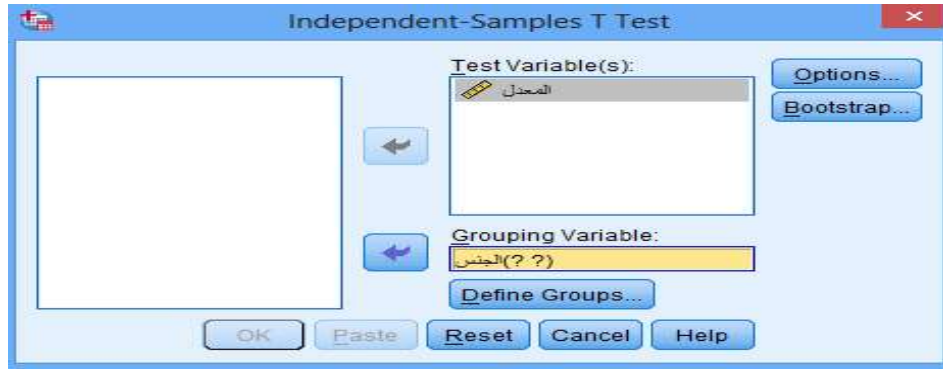 Independent-Samples T Test
Test Variable(s):
المعدل
Options...
Bootstrap...
Grouping Variable:
الجنس(? ?)
Define Groups...
OK Paste Reset Cancel Help